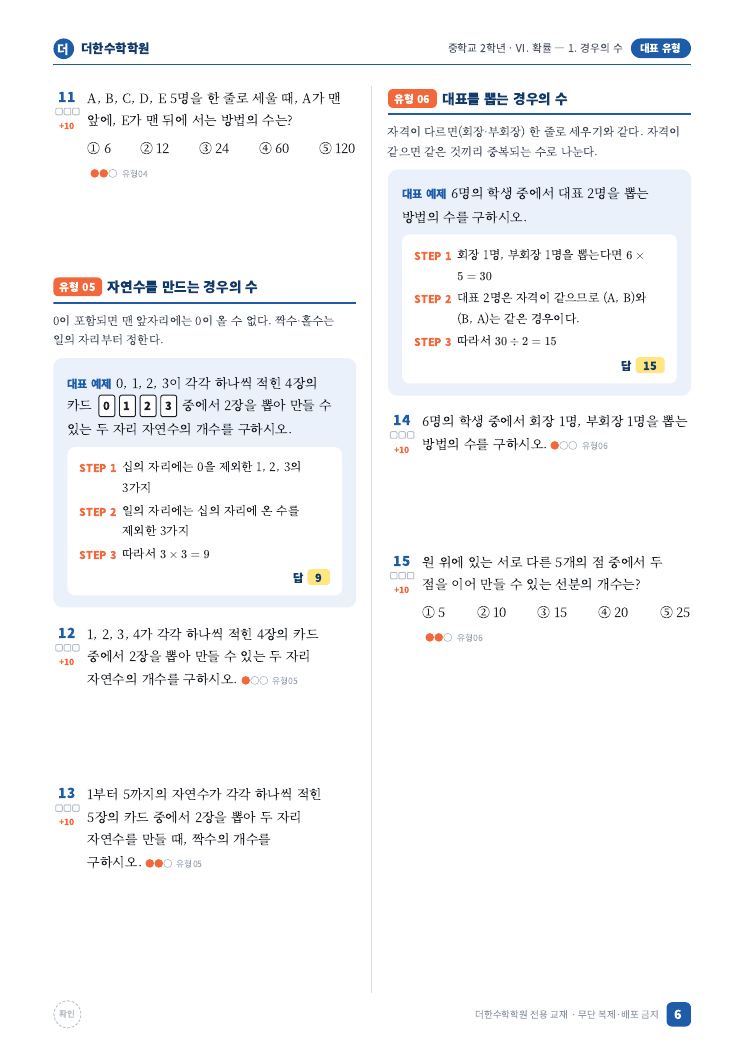 더 더한수학학원
중학교 2학년 · VI. 확률 — 1. 경우의 수 대표 유형
11 A, B, C, D, E 5명을 한 줄로 세울 때, A가 맨
앞에, E가 맨 뒤에 서는 방법의 수는?
+10
① 6 ② 12 ③ 24 ④ 60 ⑤ 120
유형04
유형 05 자연수를 만드는 경우의 수
0이 포함되면 맨 앞자리에는 0이 올 수 없다. 짝수·홀수는
일의 자리부터 정한다.
대표 예제 0, 1, 2, 3이 각각 하나씩 적힌 4장의
카드 0 1 2 3 중에서 2장을 뽑아 만들 수
있는 두 자리 자연수의 개수를 구하시오.
STEP 1 십의 자리에는 0을 제외한 1, 2, 3의
3가지
STEP 2 일의 자리에는 십의 자리에 온 수를
제외한 3가지
STEP 3 따라서 3 × 3 = 9
답 9
12 1, 2, 3, 4가 각각 하나씩 적힌 4장의 카드
중에서 2장을 뽑아 만들 수 있는 두 자리
+10
자연수의 개수를 구하시오. 유형05
13 1부터 5까지의 자연수가 각각 하나씩 적힌
5장의 카드 중에서 2장을 뽑아 두 자리
+10
자연수를 만들 때, 짝수의 개수를
구하시오. 유형05
유형 06 대표를 뽑는 경우의 수
자격이 다르면(회장·부회장) 한 줄로 세우기와 같다. 자격이
같으면 같은 것끼리 중복되는 수로 나눈다.
대표 예제 6명의 학생 중에서 대표 2명을 뽑는
방법의 수를 구하시오.
STEP 1 회장 1명, 부회장 1명을 뽑는다면 6 ×
5 = 30
STEP 2 대표 2명은 자격이 같으므로 (A, B)와
(B, A)는 같은 경우이다.
STEP 3 따라서 30 ÷ 2 = 15
답 15
14 6명의 학생 중에서 회장 1명, 부회장 1명을 뽑는
방법의 수를 구하시오. 유형06
+10
15 원 위에 있는 서로 다른 5개의 점 중에서 두
점을 이어 만들 수 있는 선분의 개수는?
+10
① 5 ② 10 ③ 15 ④ 20 ⑤ 25
유형06
확인
더한수학학원 전용 교재 · 무단 복제·배포 금지 6